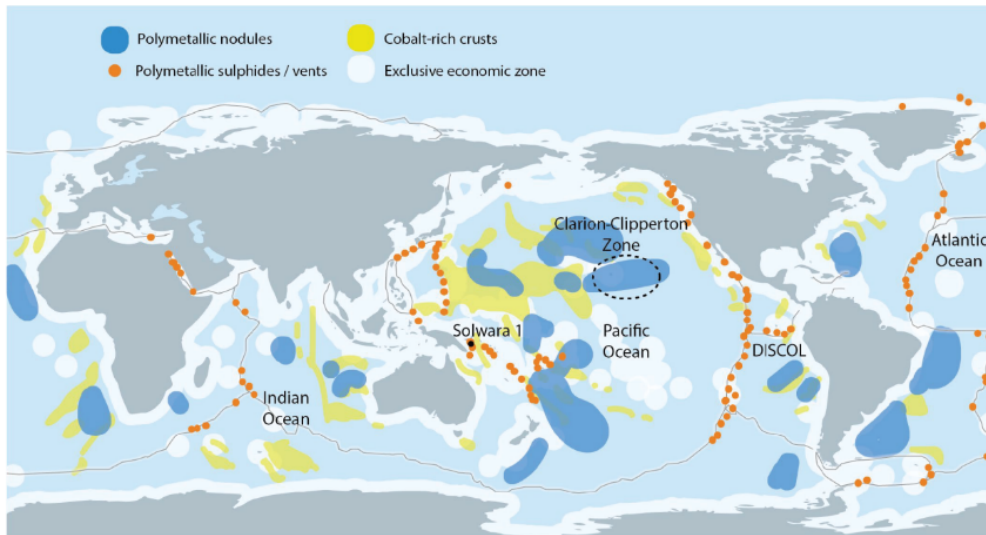 Polymetallic nodules
Cobalt-rich crusts
Polymetallic sulphides / vents
Exclusive economic zone
Clarion-Clipperton
Zone
Atlantic
Ocean
Solwara 1
Pacific
Ocean
DISCOL
Indian
Ocean